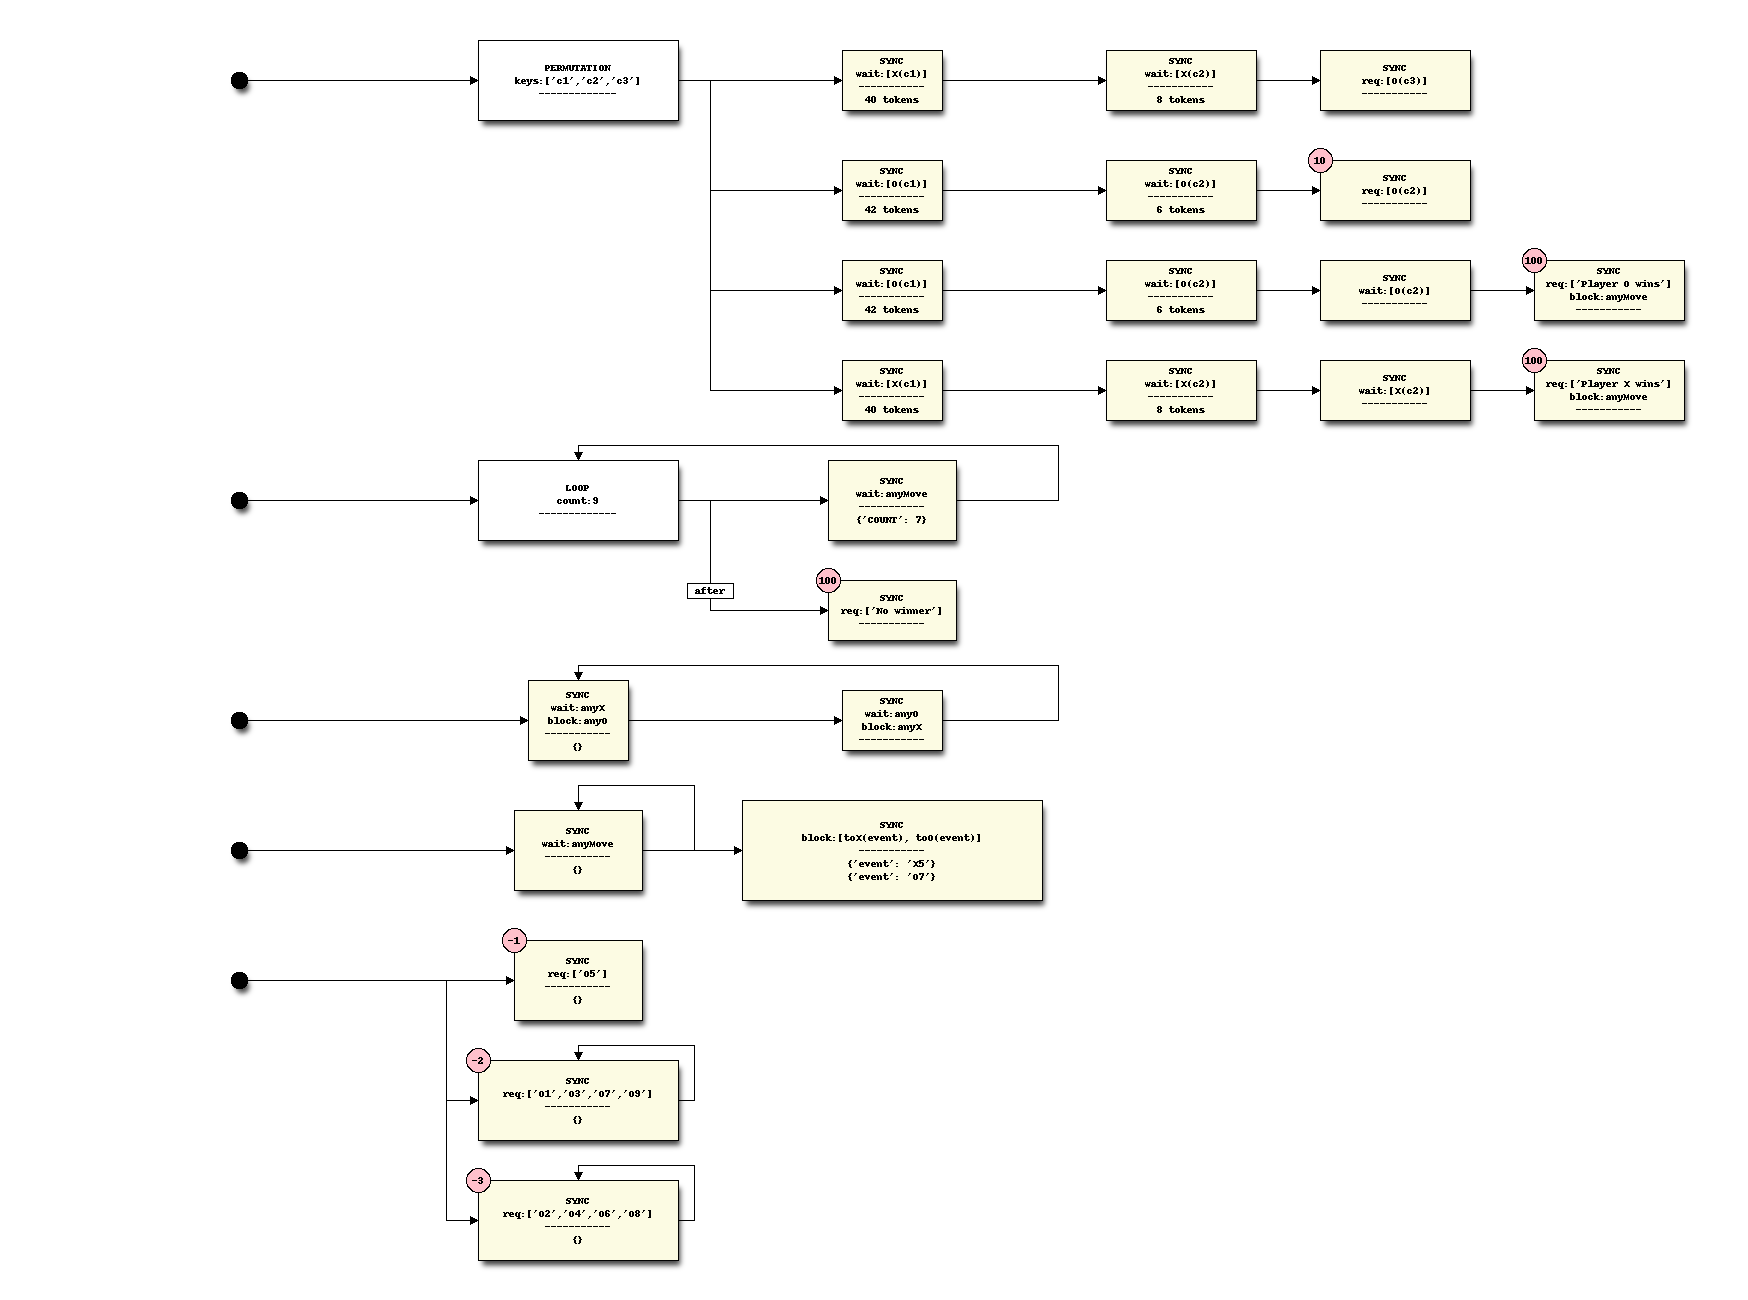 PERMUTATION
keys:['c1','c2','c3']
-------------
SYNC
wait:[X(c1)]
-----------
40 tokens
SYNC
wait:[X(c2)]
-----------
8 tokens
SYNC
req:[O(c3)]
-----------
SYNC
wait:[O(c1)]
-----------
42 tokens
SYNC
wait:[O(c2)]
-----------
6 tokens
10
SYNC
req:[O(c2)]
-----------
SYNC
wait:[O(c1)]
-----------
42 tokens
SYNC
wait:[O(c2)]
-----------
6 tokens
SYNC
wait:[O(c2)]
-----------
100
SYNC
req:['Player O wins']
block:anyMove
-----------
SYNC
wait:[X(c1)]
-----------
40 tokens
SYNC
wait:[X(c2)]
-----------
8 tokens
SYNC
wait:[X(c2)]
-----------
100
SYNC
req:['Player X wins']
block:anyMove
-----------
LOOP
count:9
-------------
SYNC
wait:anyMove
-----------
{'COUNT': 7}
after
100
SYNC
req:['No winner']
-----------
SYNC
wait:anyX
block:anyO
-----------
{}
SYNC
wait:anyO
block:anyX
-----------
SYNC
wait:anyMove
-----------
{}
SYNC
block:[toX(event), toO(event)]
-----------
{'event': 'X5'}
{'event': 'O7'}
-1
SYNC
req:['O5']
-----------
{}
-2
SYNC
req:['O1','O3','O7','O9']
-----------
{}
-3
SYNC
req:['O2','O4','O6','O8']
-----------
{}